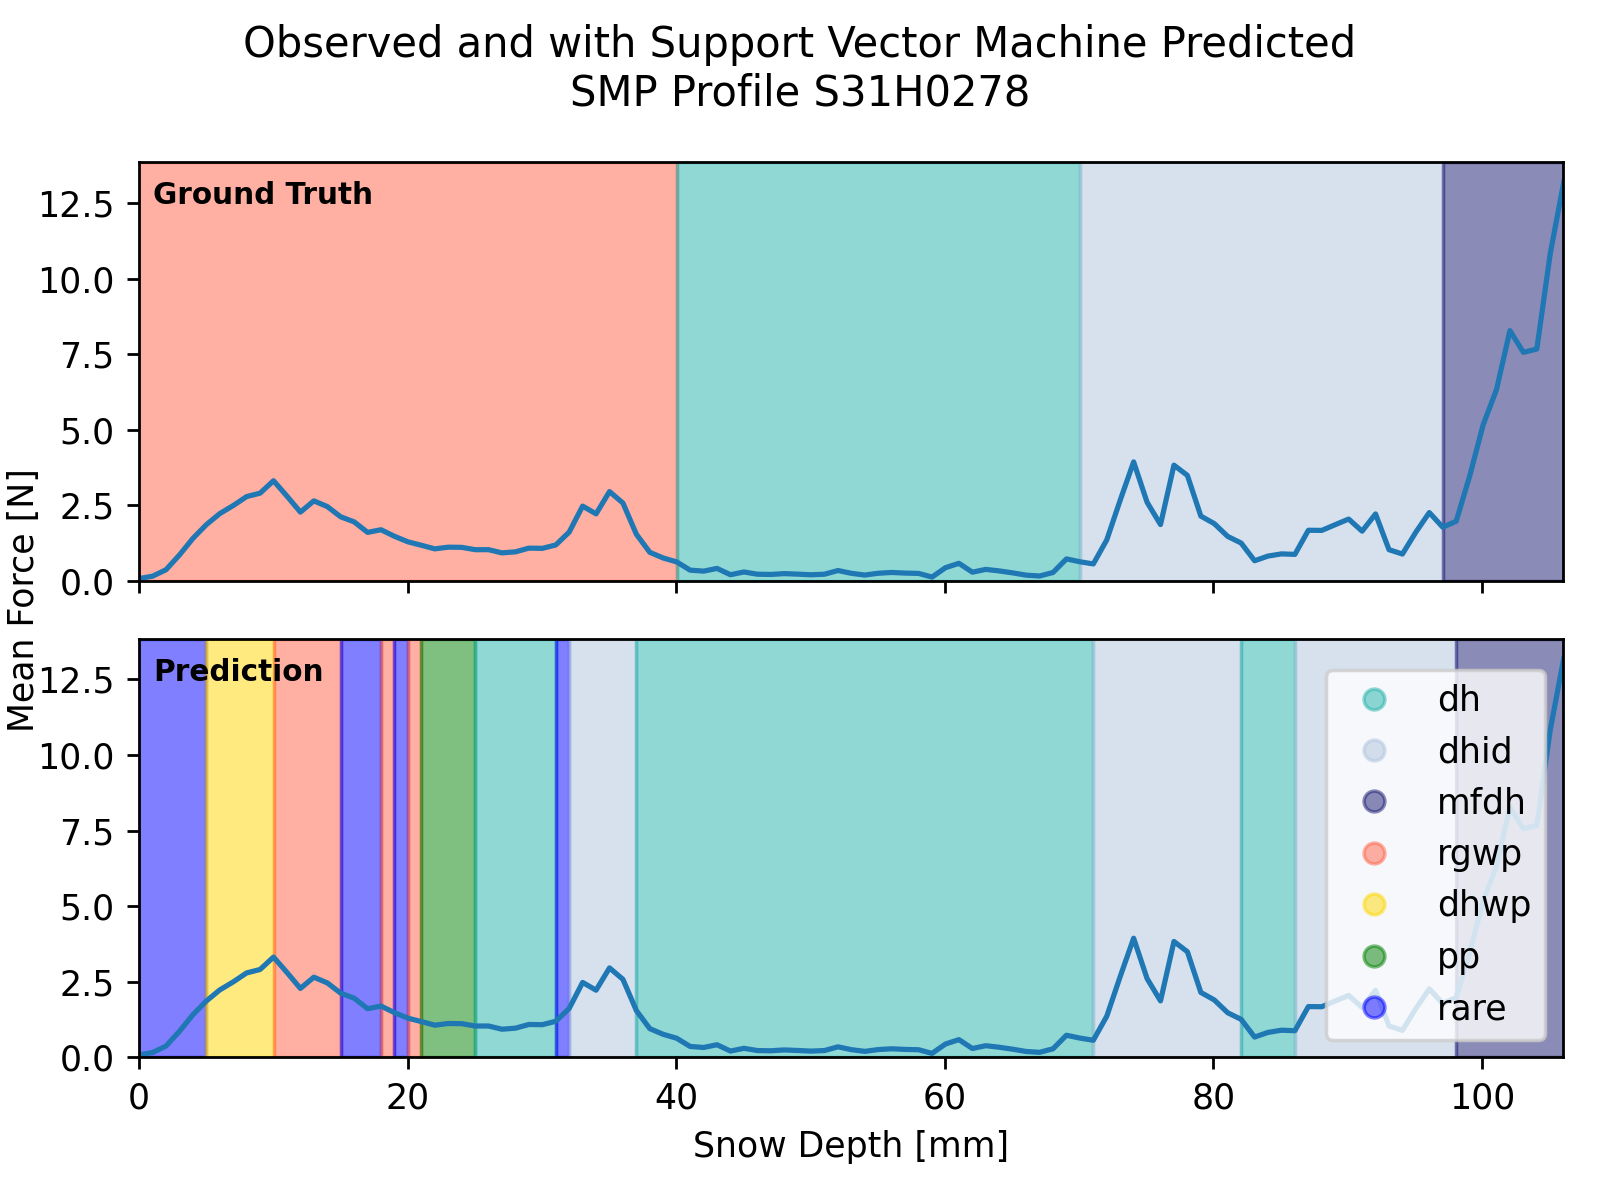 Observed and with Support Vector Machine Predicted
SMP Profile S31H0278
Mean Force [N]
Ground Truth
12.5
10.0
7.5
5.0
2.5
0.0
Prediction
12.5
10.0
7.5
5.0
2.5
0.0
dh
dhid
mfdh
rgwp
dhwp
pp
rare
0 20 40 60 80 100
Snow Depth [mm]